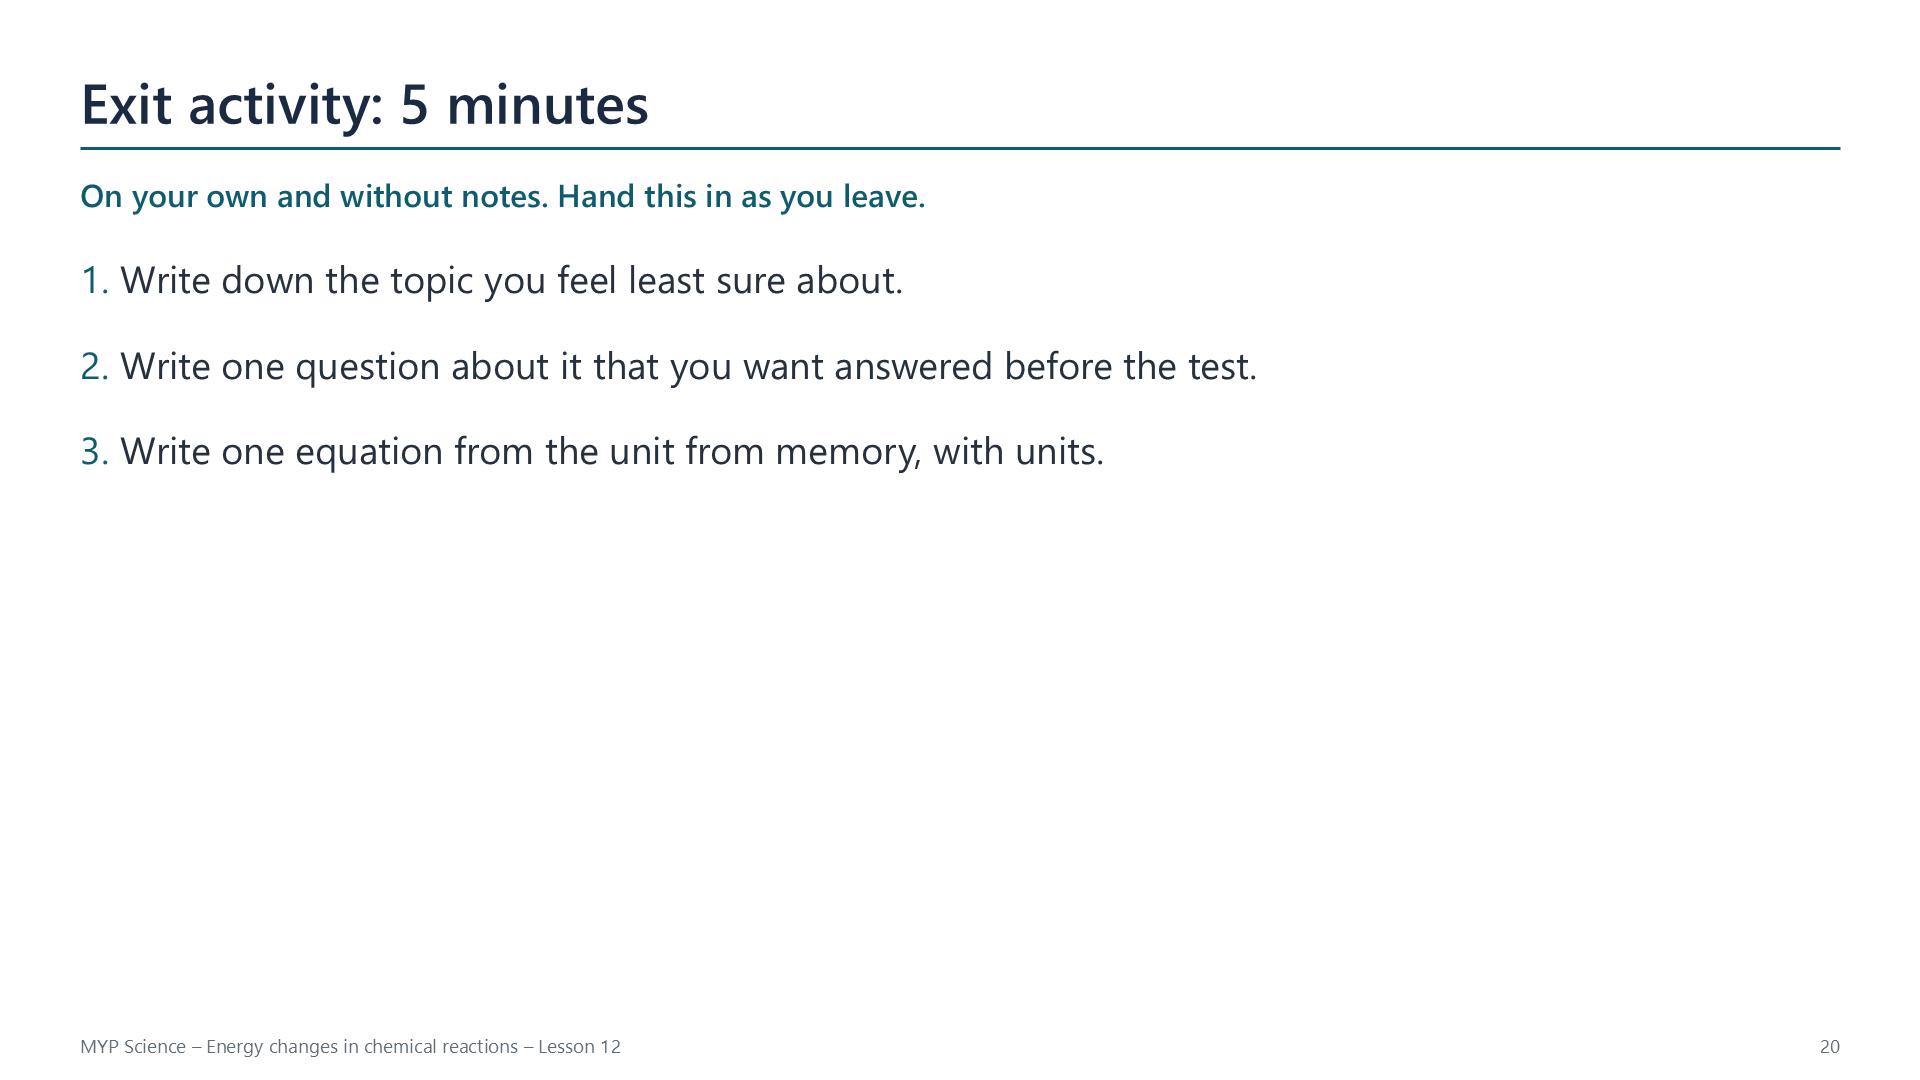 Exit activity: 5 minutes
On your own and without notes. Hand this in as you leave.
1. Write down the topic you feel least sure about.
2. Write one question about it that you want answered before the test.
3. Write one equation from the unit from memory, with units.
MYP Science – Energy changes in chemical reactions – Lesson 12
20